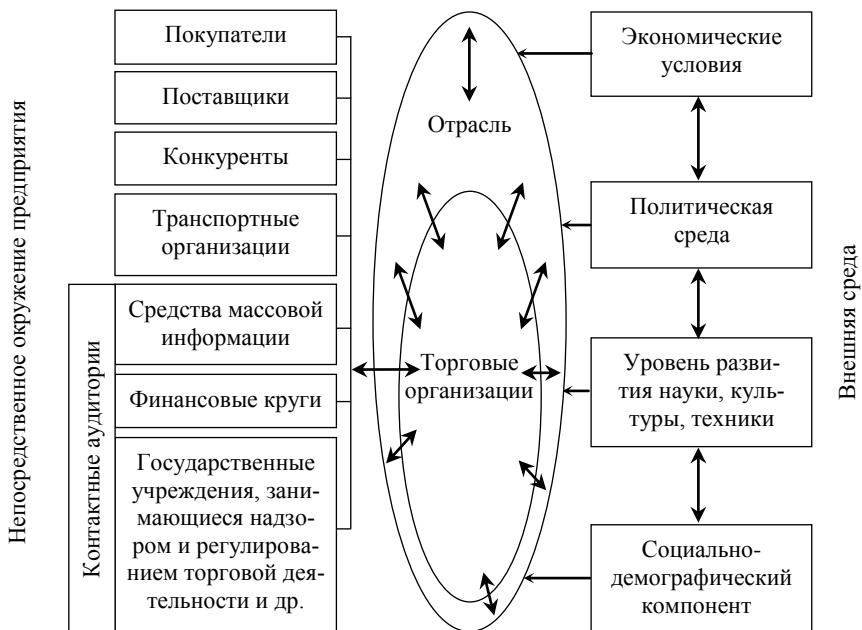 Непосредственное окружение предприятия
Покупатели
Поставщики
Конкуренты
Транспортные
организации
Контактные аудитории
Средства массовой
информации
Финансовые круги
Государственные
учреждения, зани-
мающиеся надзо-
ром и регулирова-
нием торговой дея-
тельности и др.
Отрасль
Торговые
организации
Экономические
условия
Политическая
среда
Уровень разви-
тия науки, куль-
туры, техники
Социально-
демографический
компонент
Внешняя среда